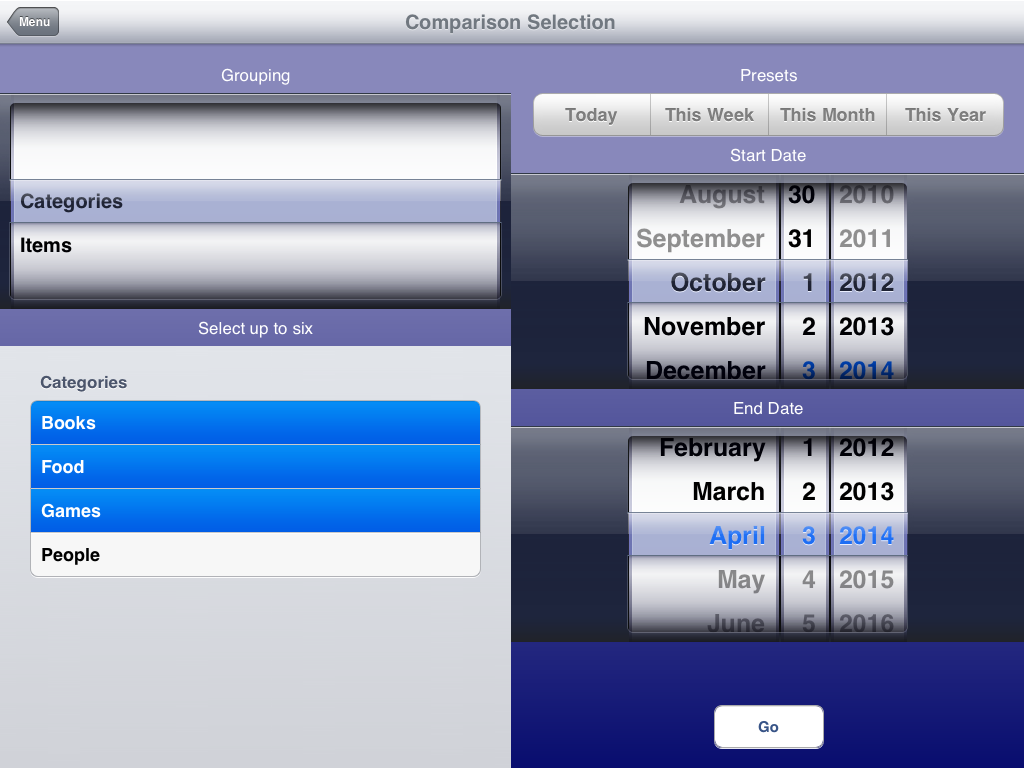 Menu
Comparison Selection
Grouping
Categories
Items
Select up to six
Categories
Books
Food
Games
People
Presets
Today This Week This Month This Year
Start Date
August 30 2010
September 31 2011
October 1 2012
November 2 2013
December 3 2014
End Date
February 1 2012
March 2 2013
April 3 2014
May 4 2015
June 5 2016
Go